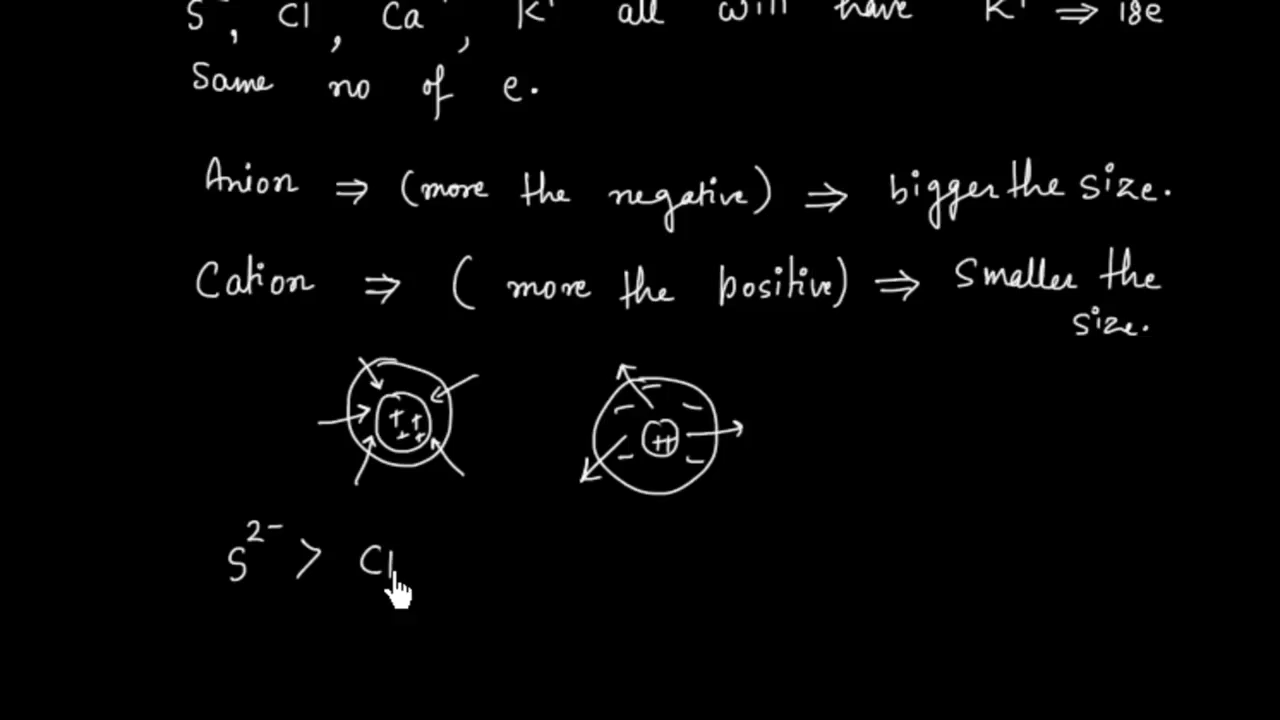 S⁻, Cl, Ca, K⁺ all will have K⁺ ⇒ 18e
Same no of e.
Anion ⇒ (more the negative) ⇒ bigger the size.
Cation ⇒ ( more the positive) ⇒ Smaller the
size.
+ + + +
++
S²⁻ > Cl